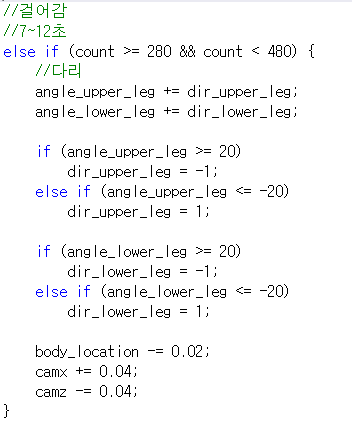 //걸어감
//7~12초
else if (count >= 280 && count < 480) {
    //다리
    angle_upper_leg += dir_upper_leg;
    angle_lower_leg += dir_lower_leg;

    if (angle_upper_leg >= 20)
        dir_upper_leg = -1;
    else if (angle_upper_leg <= -20)
        dir_upper_leg = 1;

    if (angle_lower_leg >= 20)
        dir_lower_leg = -1;
    else if (angle_lower_leg <= -20)
        dir_lower_leg = 1;

    body_location -= 0.02;
    camx += 0.04;
    camz -= 0.04;
}